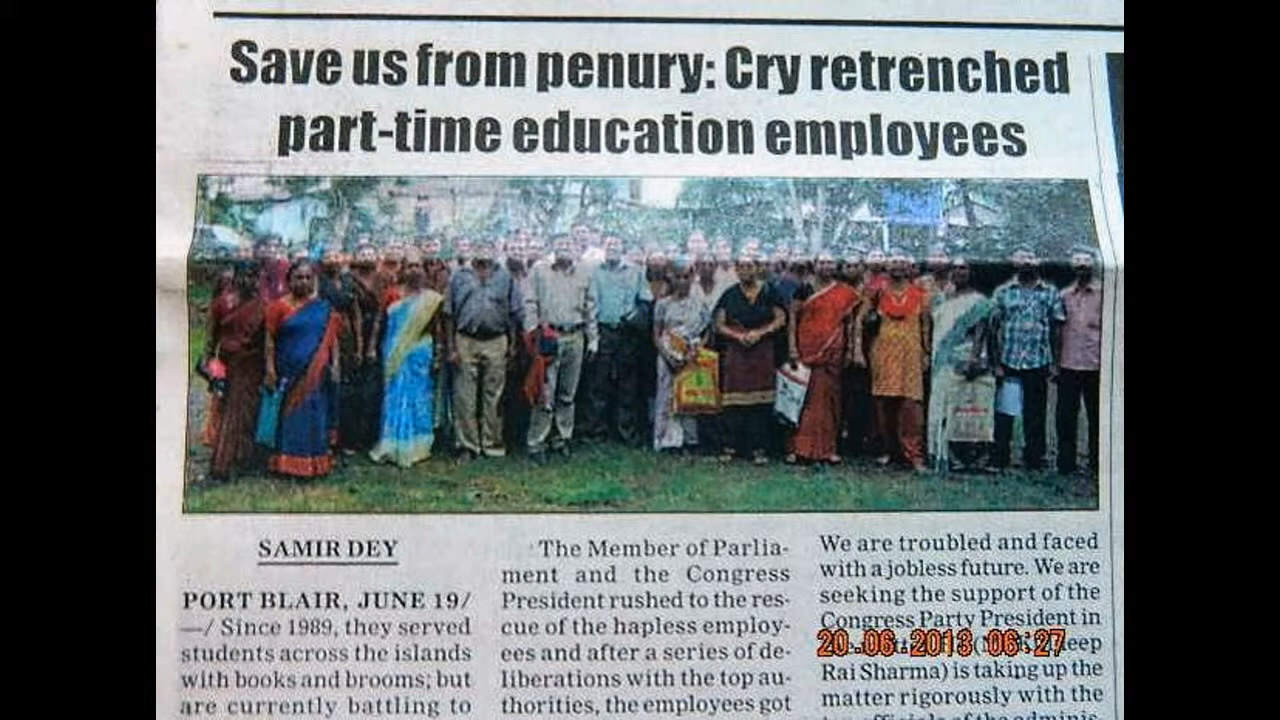 Save us from penury: Cry retrenched
part-time education employees
SAMIR DEY
PORT BLAIR, JUNE 19/
—/ Since 1989, they served
students across the islands
with books and brooms; but
are currently battling to
The Member of Parlia-
ment and the Congress
President rushed to the res-
cue of the hapless employ-
ees and after a series of de-
liberations with the top au-
thorities, the employees got
We are troubled and faced
with a jobless future. We are
seeking the support of the
Congress Party President in
20.06.2013 06:27
Rai Sharma) is taking up the
matter rigorously with the